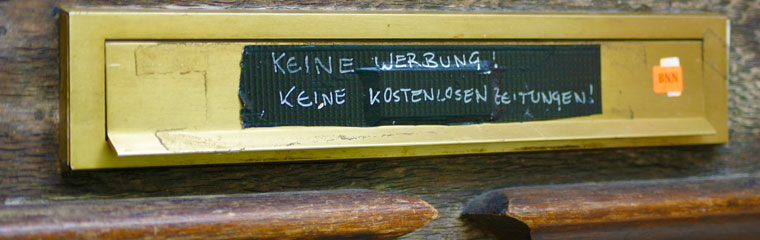 KEINE WERBUNG!
KEINE KOSTENLOSEN ZEITUNGEN!
BNN